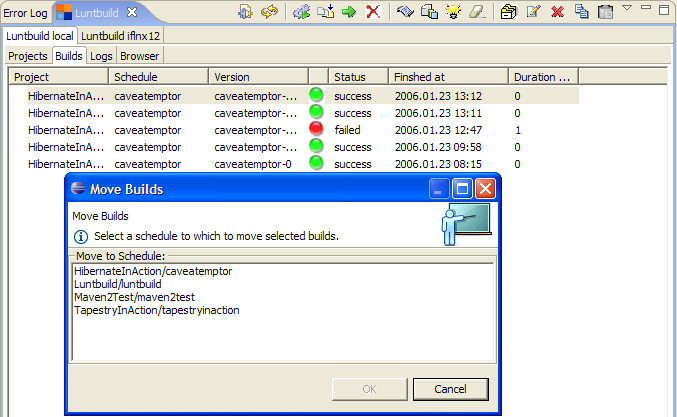 Error Log Luntbuild
Luntbuild local Luntbuild iflnx12
Projects Builds Logs Browser
Project Schedule Version Status Finshed at Duration ...
HibernateInA... caveatemptor caveatemptor-... success 2006.01.23 13:12 0
HibernateInA... caveatemptor caveatemptor-... success 2006.01.23 13:11 0
HibernateInA... caveatemptor caveatemptor-... failed 2006.01.23 12:47 1
HibernateInA... caveatemptor caveatemptor-... success 2006.01.23 09:58 0
HibernateInA... caveatemptor caveatemptor-0 success 2006.01.23 08:15 0
Move Builds
Move Builds
Select a schedule to which to move selected builds.
Move to Schedule:
HibernateInAction/caveatemptor
Luntbuild/luntbuild
Maven2Test/maven2test
TapestryInAction/tapestryinaction
OK Cancel